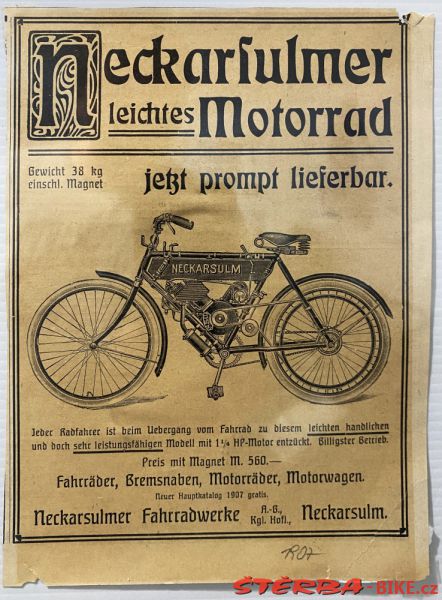 Neckarsulmer
leichtes Motorrad
Gewicht 38 kg
einschl. Magnet
jetzt prompt lieferbar.
NECKARSULM
Jeder Radfahrer ist beim Uebergang vom Fahrrad zu diesem leichten handlichen
und doch sehr leistungsfähigen Modell mit 1¼ HP-Motor entzückt. Billigster Betrieb.
Preis mit Magnet M. 560.—
Fahrräder, Bremsnaben, Motorräder, Motorwagen.
Neuer Hauptkatalog 1907 gratis.
Neckarsulmer Fahrradwerke A.-G., Kgl. Hofl., Neckarsulm.
1907
ŠTĚRBA-BIKE.cz